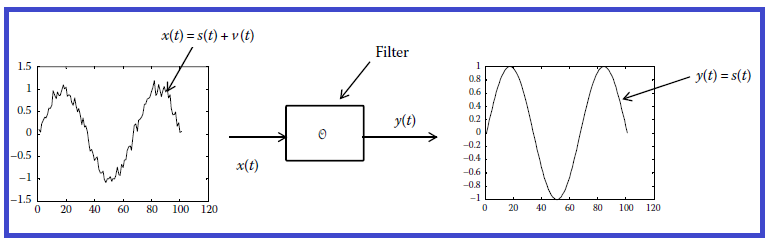 x(t) = s(t) + v(t)
1.5
1
0.5
0
−0.5
−1
−1.5
0 20 40 60 80 100 120
Filter
𝒪
x(t)
y(t)
1
0.8
0.6
0.4
0.2
0
−0.2
−0.4
−0.6
−0.8
−1
0 20 40 60 80 100 120
y(t) = s(t)